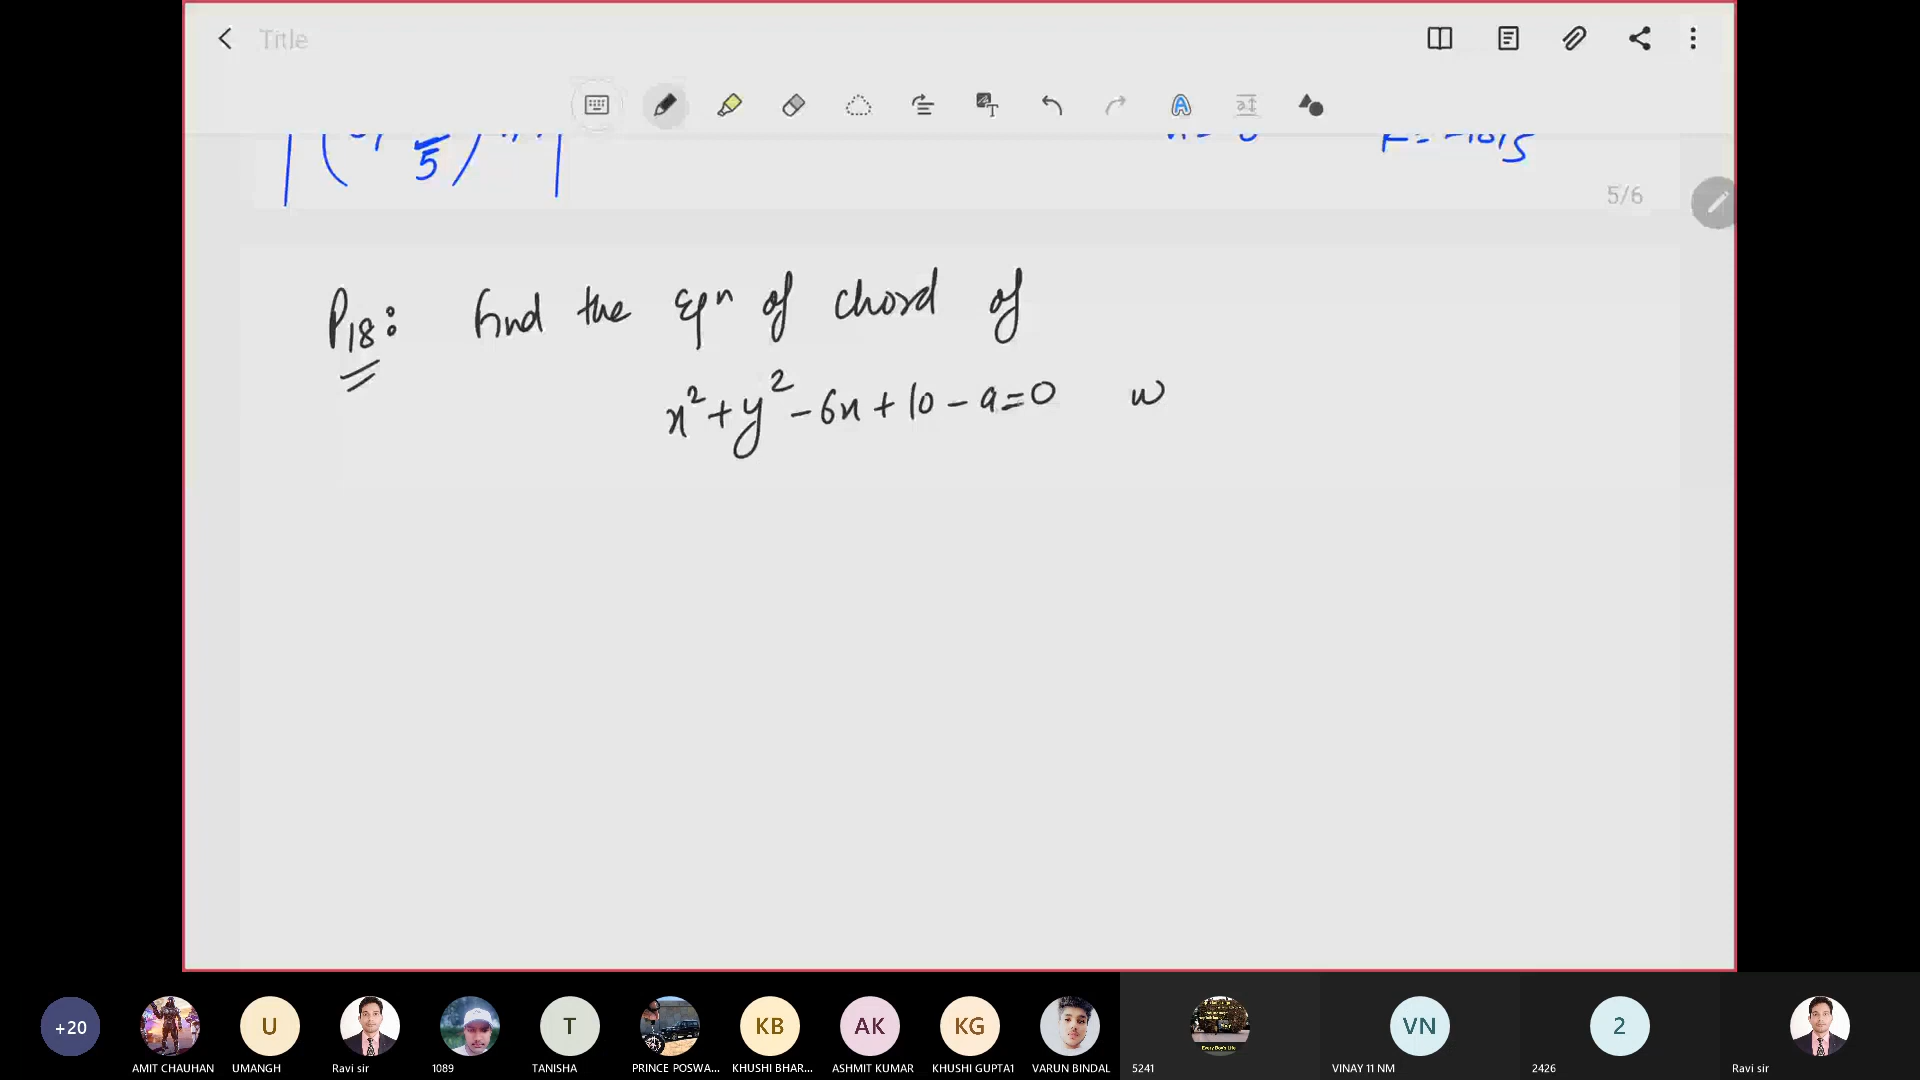 Title
5
5/6
P18: find the Eqn of chord of
x²+y²-6x+10-a=0 w
+20
U
T
KB
AK
KG
VN
2
AMIT CHAUHAN UMANGH Ravi sir 1089 TANISHA PRINCE POSWA... KHUSHI BHAR... ASHMIT KUMAR KHUSHI GUPTA1 VARUN BINDAL 5241 VINAY 11 NM 2426 Ravi sir